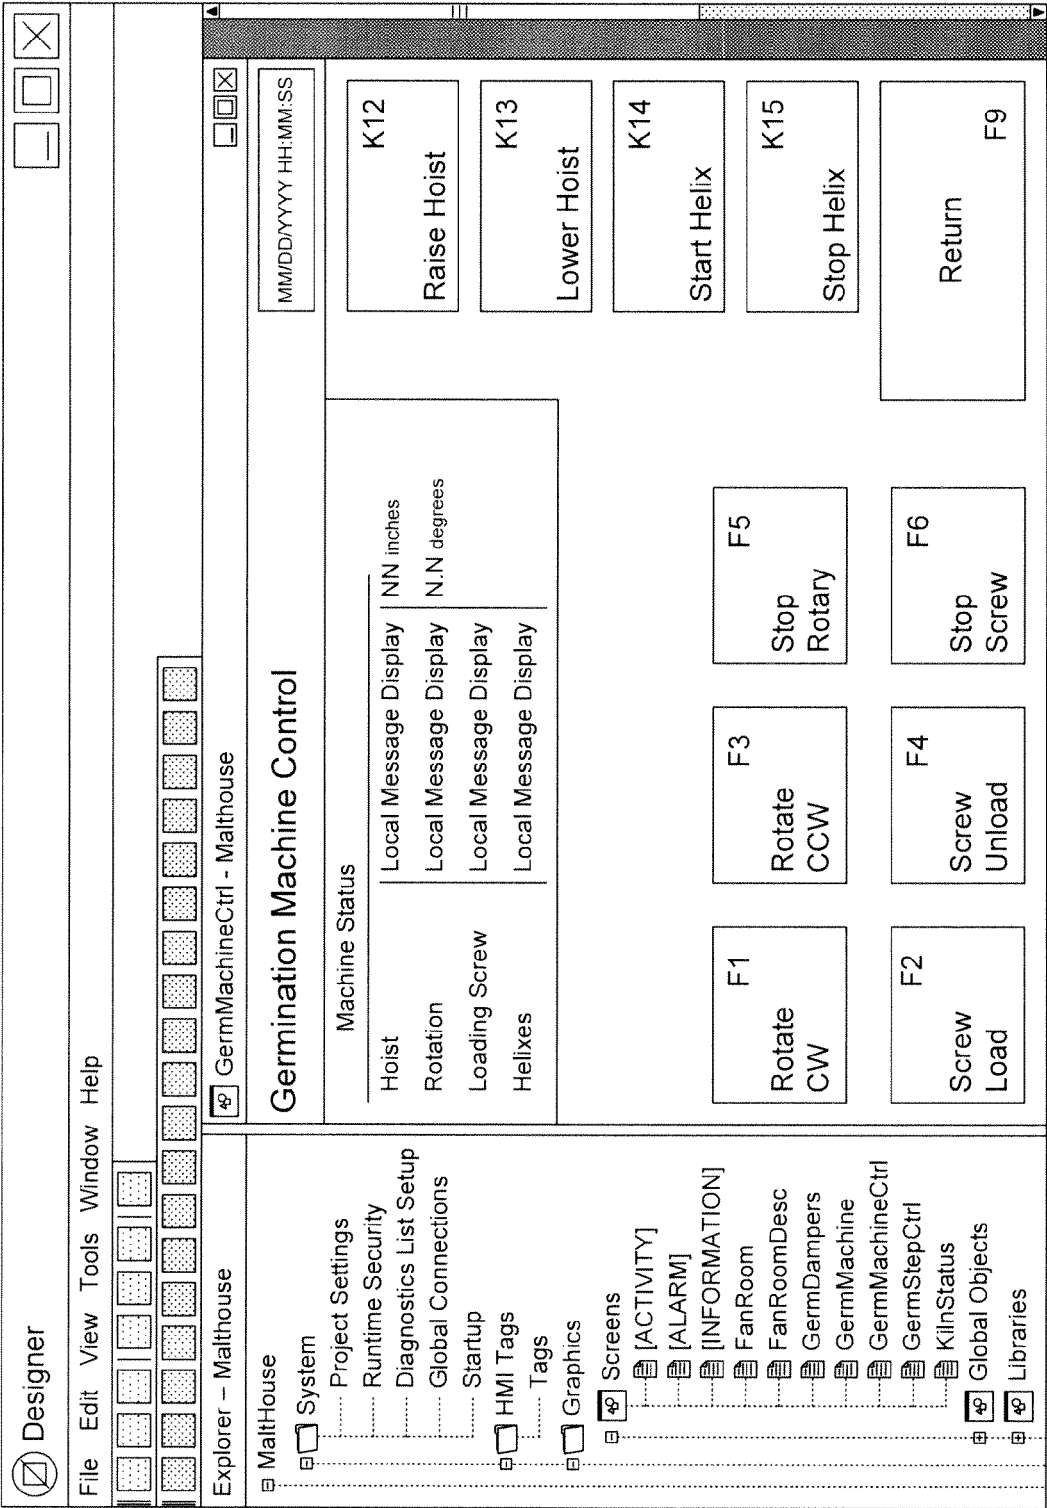 Designer
File Edit View Tools Window Help
Explorer – Malthouse
MaltHouse
System
Project Settings
Runtime Security
Diagnostics List Setup
Global Connections
Startup
HMI Tags
Tags
Graphics
Screens
[ACTIVITY]
[ALARM]
[INFORMATION]
FanRoom
FanRoomDesc
GermDampers
GermMachine
GermMachineCtrl
GermStepCtrl
KilnStatus
Global Objects
Libraries
GermMachineCtrl - Malthouse
Germination Machine Control
MM/DD/YYYY HH:MM:SS
Machine Status
Hoist Local Message Display NN inches
Rotation Local Message Display N.N degrees
Loading Screw Local Message Display
Helixes Local Message Display
K12
Raise Hoist
K13
Lower Hoist
K14
Start Helix
K15
Stop Helix
F1
Rotate
CW
F3
Rotate
CCW
F5
Stop
Rotary
F2
Screw
Load
F4
Screw
Unload
F6
Stop
Screw
Return
F9